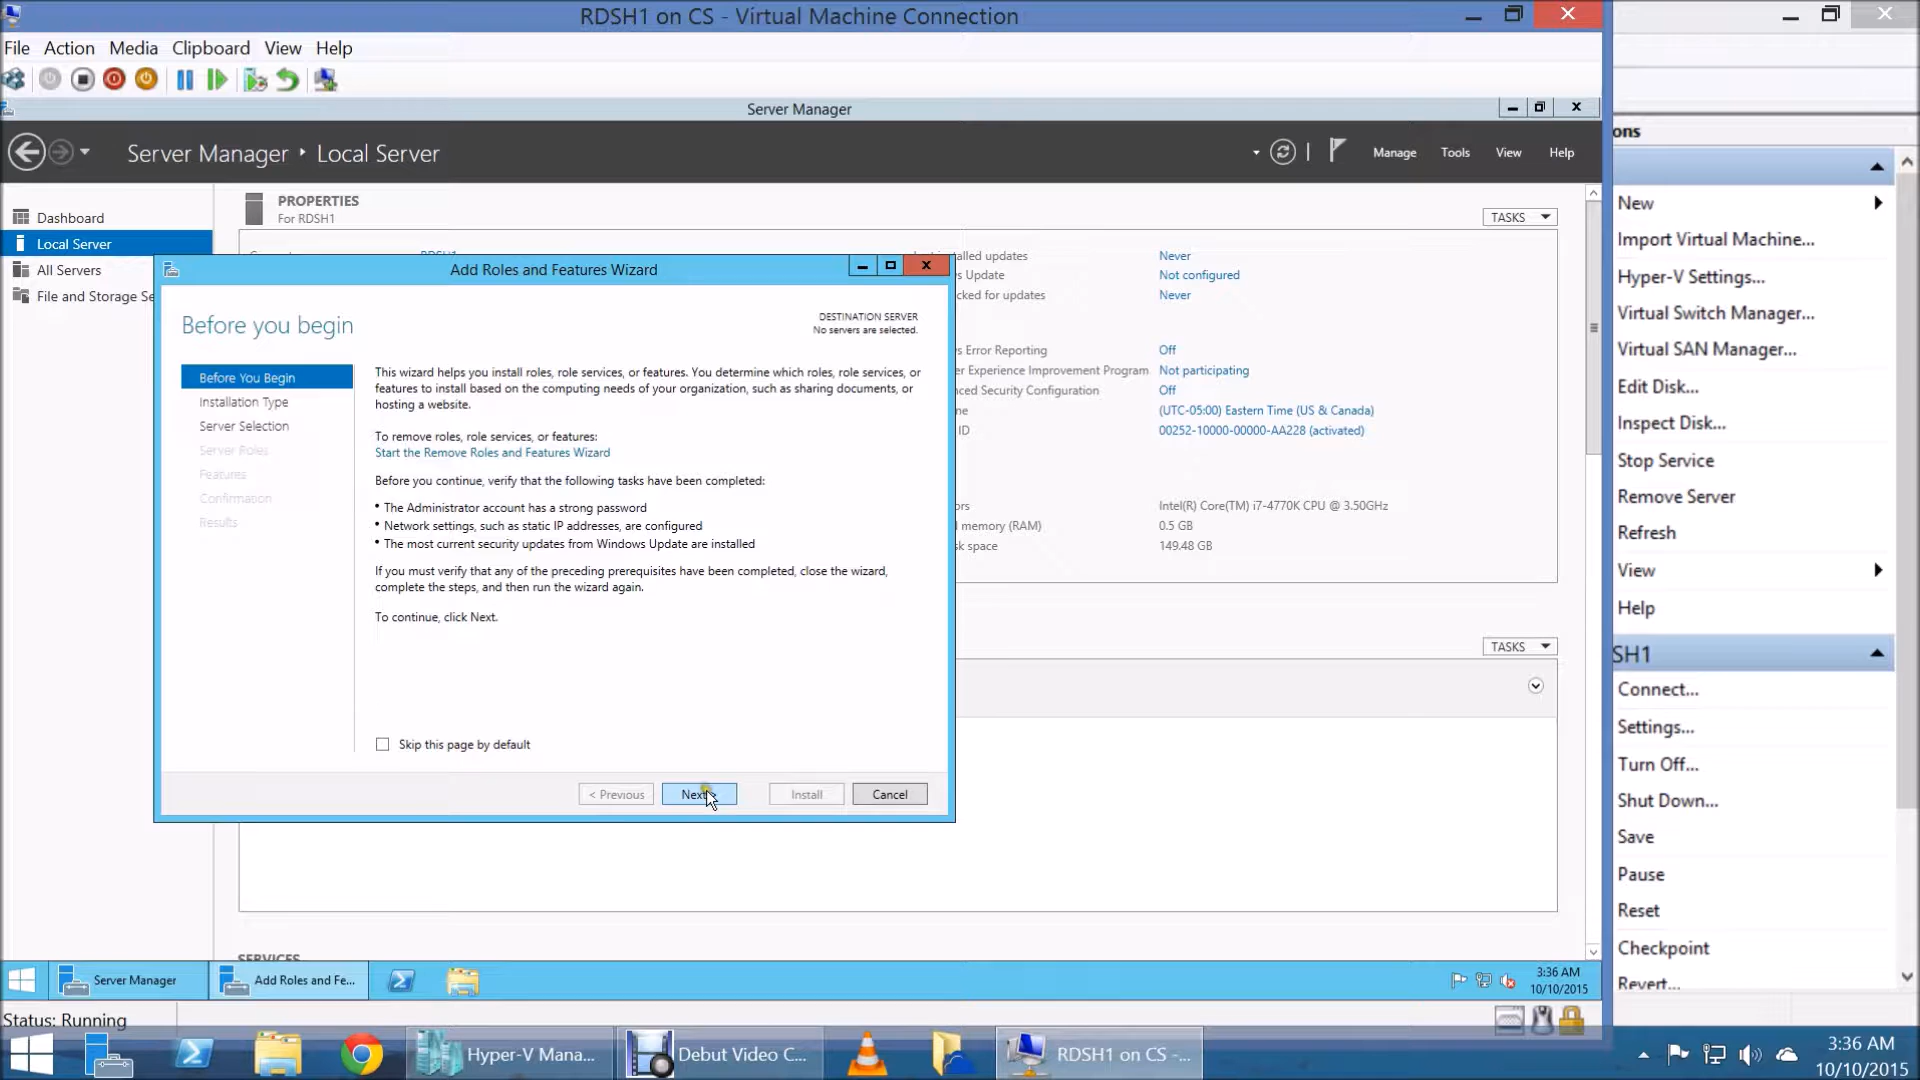 RDSH1 on CS - Virtual Machine Connection
File Action Media Clipboard View Help
Server Manager
Server Manager • Local Server
Manage Tools View Help
Dashboard
Local Server
All Servers
File and Storage Se
PROPERTIES
For RDSH1
TASKS
alled updates Never
s Update Not configured
cked for updates Never
s Error Reporting Off
er Experience Improvement Program Not participating
ced Security Configuration Off
ne (UTC-05:00) Eastern Time (US & Canada)
ID 00252-10000-00000-AA228 (activated)
ors Intel(R) Core(TM) i7-4770K CPU @ 3.50GHz
memory (RAM) 0.5 GB
sk space 149.48 GB
TASKS
Add Roles and Features Wizard
Before you begin
DESTINATION SERVER
No servers are selected.
Before You Begin
Installation Type
Server Selection
Server Roles
Features
Confirmation
Results
This wizard helps you install roles, role services, or features. You determine which roles, role services, or
features to install based on the computing needs of your organization, such as sharing documents, or
hosting a website.
To remove roles, role services, or features:
Start the Remove Roles and Features Wizard
Before you continue, verify that the following tasks have been completed:
• The Administrator account has a strong password
• Network settings, such as static IP addresses, are configured
• The most current security updates from Windows Update are installed
If you must verify that any of the preceding prerequisites have been completed, close the wizard,
complete the steps, and then run the wizard again.
To continue, click Next.
Skip this page by default
< Previous Next Install Cancel
SERVICES
Server Manager
Add Roles and Fe...
3:36 AM
10/10/2015
Status: Running
ons
New
Import Virtual Machine...
Hyper-V Settings...
Virtual Switch Manager...
Virtual SAN Manager...
Edit Disk...
Inspect Disk...
Stop Service
Remove Server
Refresh
View
Help
SH1
Connect...
Settings...
Turn Off...
Shut Down...
Save
Pause
Reset
Checkpoint
Revert...
Hyper-V Mana...
Debut Video C...
RDSH1 on CS -...
3:36 AM
10/10/2015